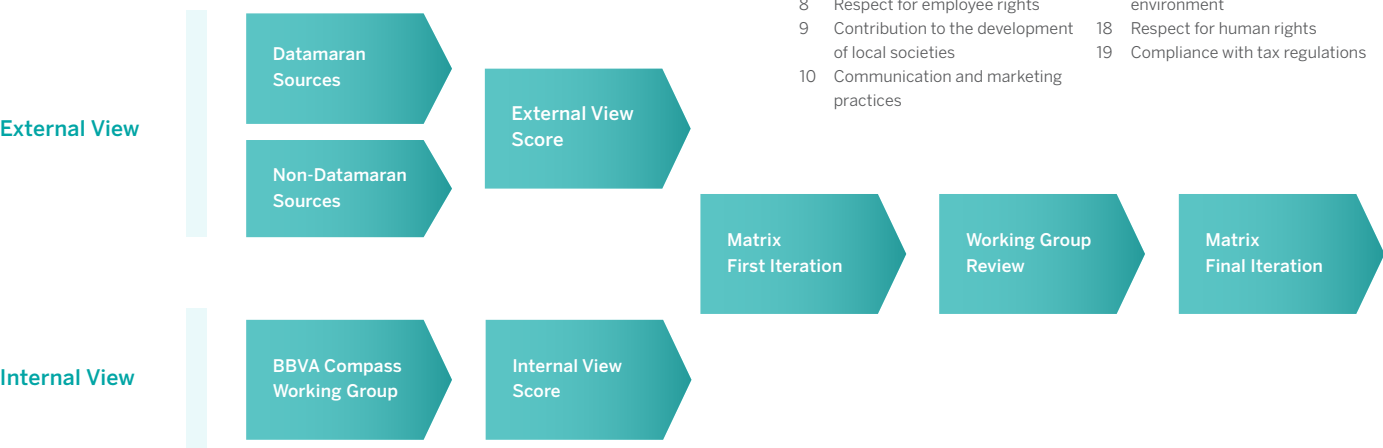 8 Respect for employee rights
9 Contribution to the development
of local societies
10 Communication and marketing
practices
environment
18 Respect for human rights
19 Compliance with tax regulations
External View
Datamaran
Sources
Non-Datamaran
Sources
External View
Score
Matrix
First Iteration
Working Group
Review
Matrix
Final Iteration
Internal View
BBVA Compass
Working Group
Internal View
Score